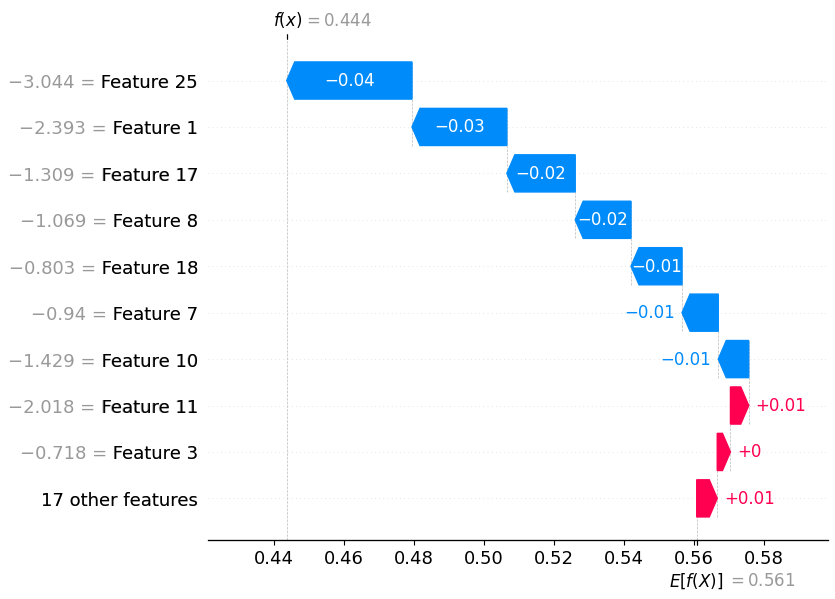 f(x) = 0.444
−3.044 = Feature 25 −0.04
−2.393 = Feature 1 −0.03
−1.309 = Feature 17 −0.02
−1.069 = Feature 8 −0.02
−0.803 = Feature 18 −0.01
−0.94 = Feature 7 −0.01
−1.429 = Feature 10 −0.01
−2.018 = Feature 11 +0.01
−0.718 = Feature 3 +0
17 other features +0.01
0.44 0.46 0.48 0.50 0.52 0.54 0.56 0.58
E[f(X)] = 0.561